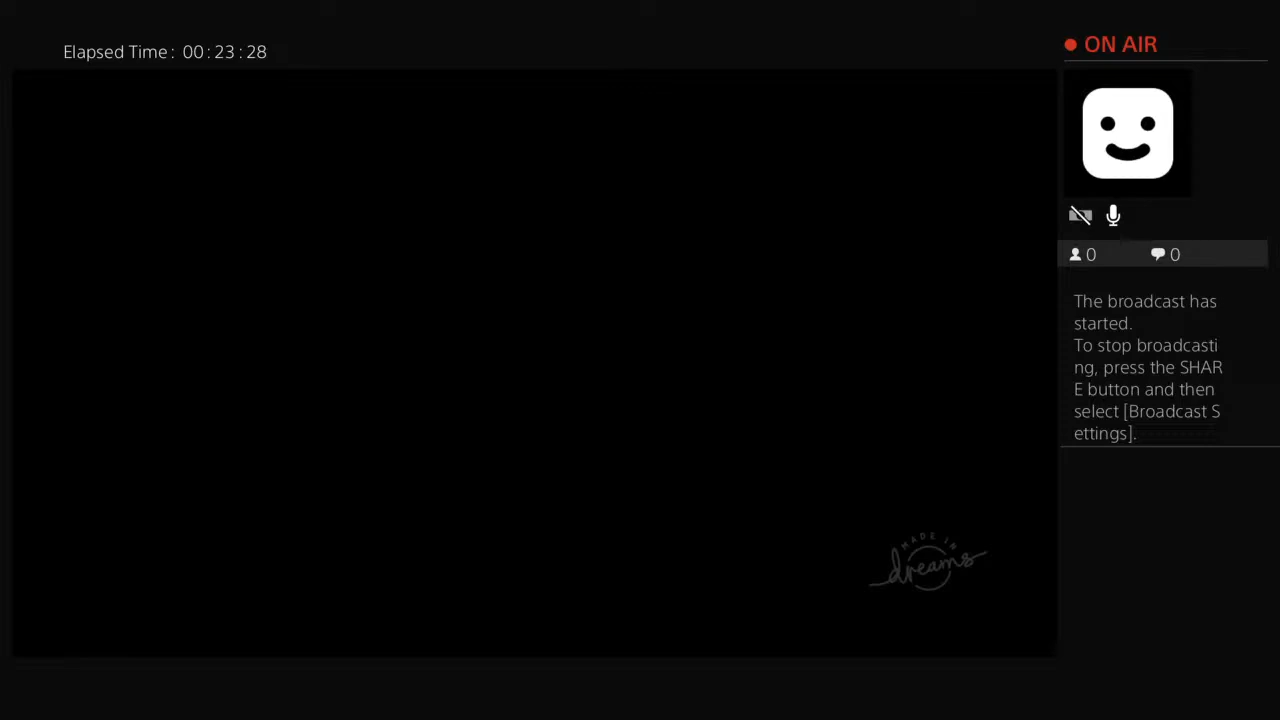 Elapsed Time: 00:23:28
ON AIR
0 0
The broadcast has
started.
To stop broadcasti
ng, press the SHAR
E button and then
select [Broadcast S
ettings].
MADE IN
dreams